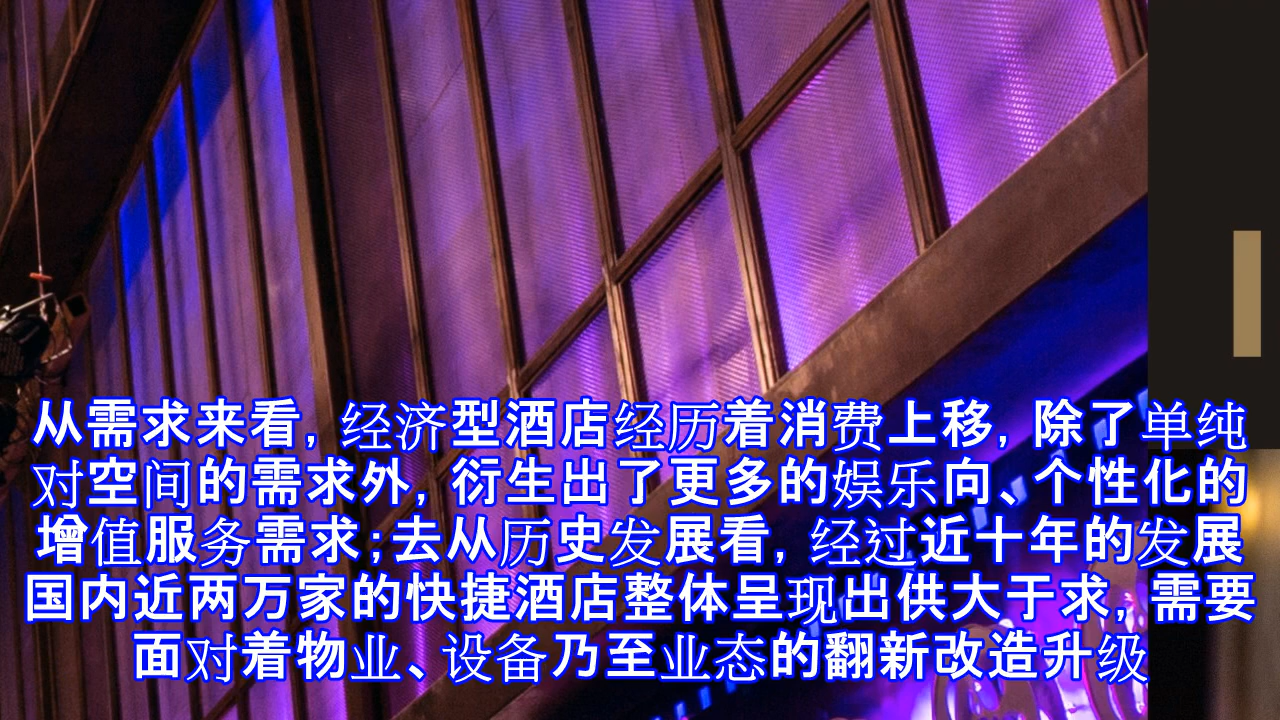 从需求来看，经济型酒店经历着消费上移，除了单纯
对空间的需求外，衍生出了更多的娱乐向、个性化的
增值服务需求；去从历史发展看，经过近十年的发展
国内近两万家的快捷酒店整体呈现出供大于求，需要
面对着物业、设备乃至业态的翻新改造升级